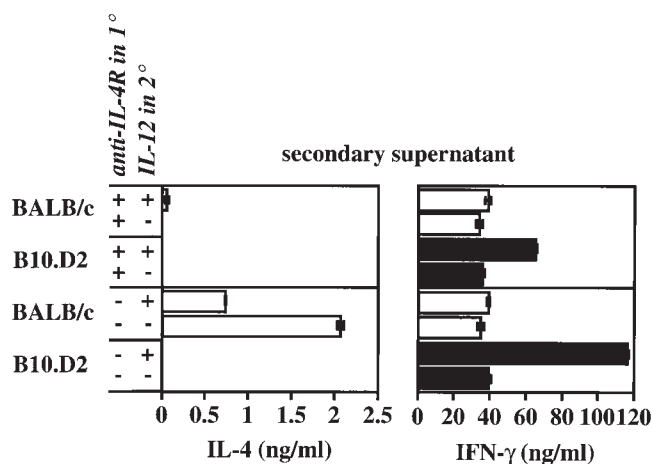 anti-IL-4R in 1°
IL-12 in 2°
secondary supernatant
BALB/c
+ +
+ -
B10.D2
+ +
+ -
BALB/c
- +
- -
B10.D2
- +
- -
0 0.5 1 1.5 2 2.5
IL-4 (ng/ml)
0 20 40 60 80 100 120
IFN-γ (ng/ml)